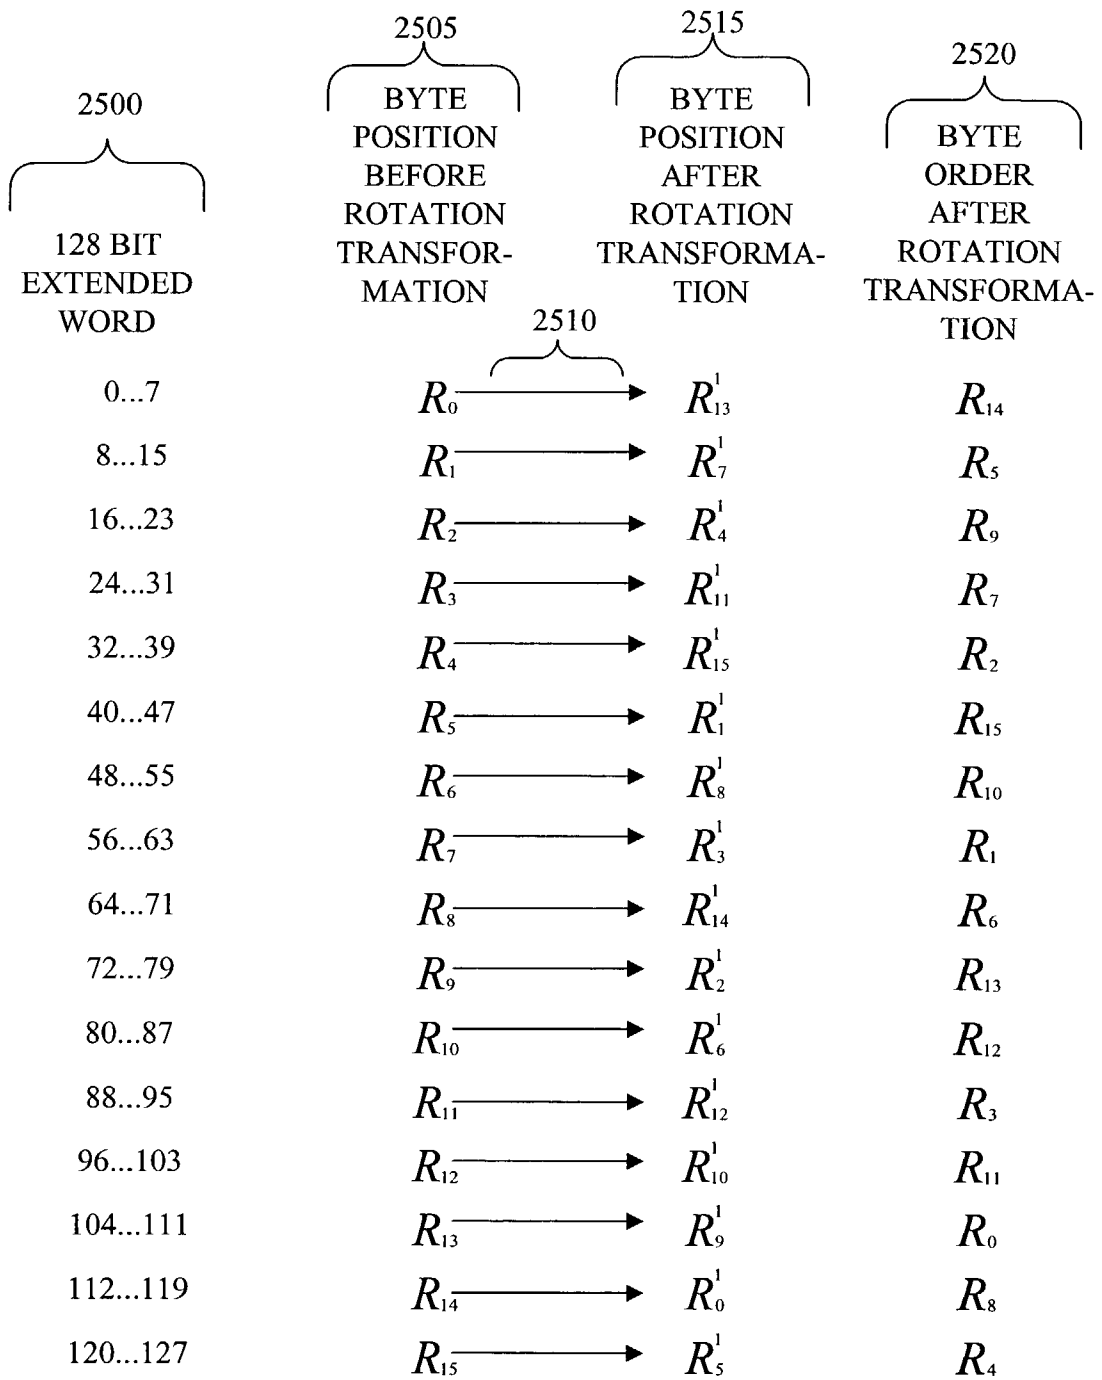 2500
128 BIT
EXTENDED
WORD
2505
BYTE
POSITION
BEFORE
ROTATION
TRANSFOR-
MATION
2510
2515
BYTE
POSITION
AFTER
ROTATION
TRANSFORMA-
TION
2520
BYTE
ORDER
AFTER
ROTATION
TRANSFORMA-
TION
0...7 R₀ R¹₁₃ R₁₄
8...15 R₁ R¹₇ R₅
16...23 R₂ R¹₄ R₉
24...31 R₃ R¹₁₁ R₇
32...39 R₄ R¹₁₅ R₂
40...47 R₅ R¹₁ R₁₅
48...55 R₆ R¹₈ R₁₀
56...63 R₇ R¹₃ R₁
64...71 R₈ R¹₁₄ R₆
72...79 R₉ R¹₂ R₁₃
80...87 R₁₀ R¹₆ R₁₂
88...95 R₁₁ R¹₁₂ R₃
96...103 R₁₂ R¹₁₀ R₁₁
104...111 R₁₃ R¹₉ R₀
112...119 R₁₄ R¹₀ R₈
120...127 R₁₅ R¹₅ R₄